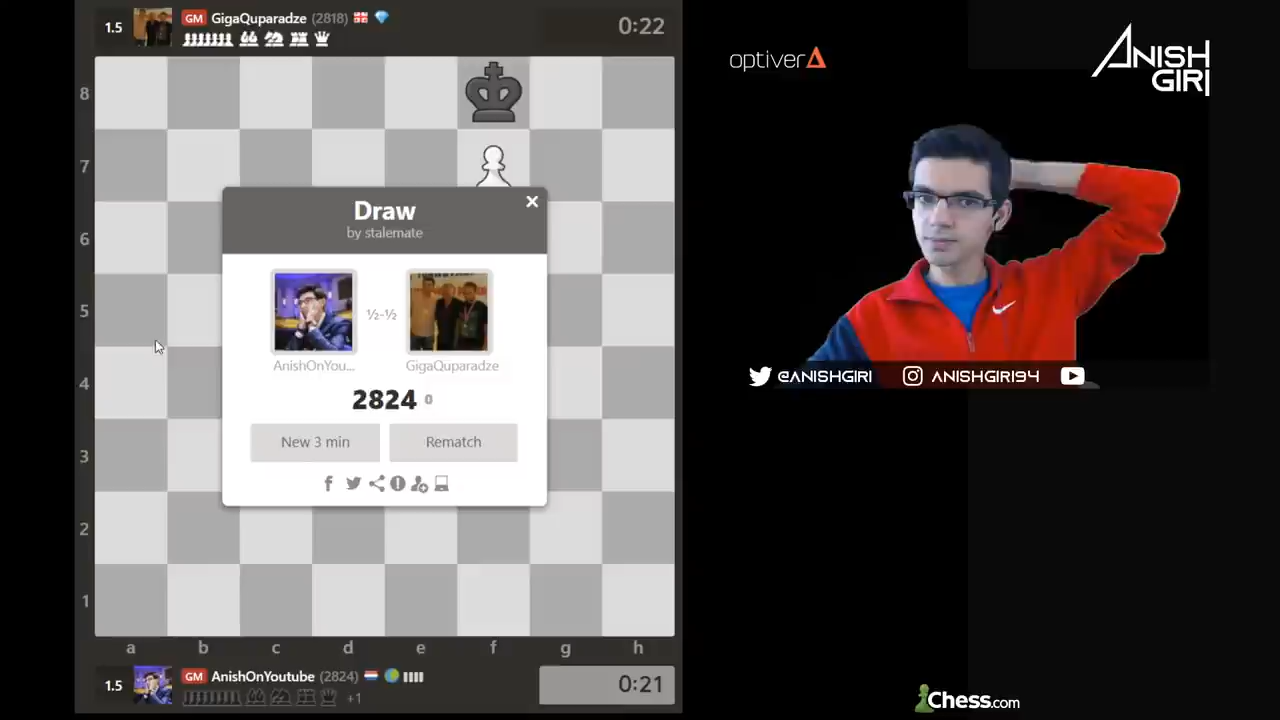 1.5 GM GigaQuparadze (2818) 0:22
optiver
ANISH
GIRI
8
7
6
5
4
3
2
1
Draw
by stalemate
½-½
AnishOnYou... GigaQuparadze
2824 0
New 3 min Rematch
@ANISHGIRI ANISHGIRI94
a b c d e f g h
1.5 GM AnishOnYoutube (2824) 0:21
+1
Chess.com